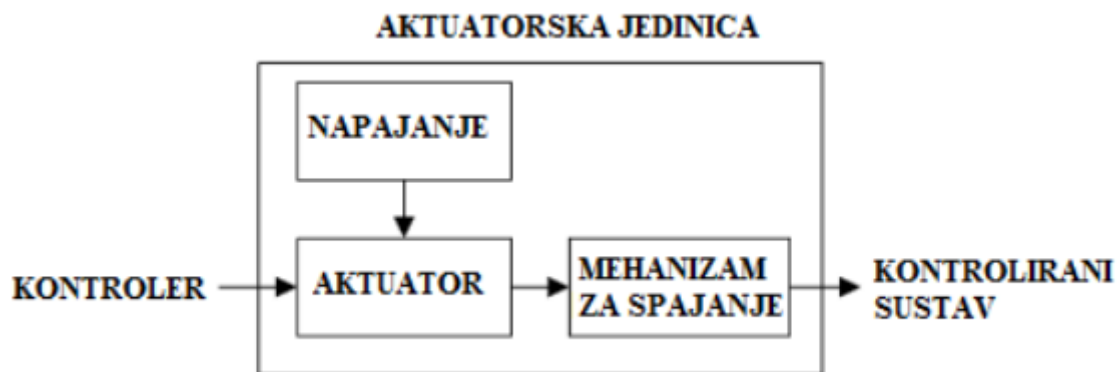 AKTUATORSKA JEDINICA
NAPAJANJE
KONTROLER
AKTUATOR
MEHANIZAM
ZA SPAJANJE
KONTROLIRANI
SUSTAV